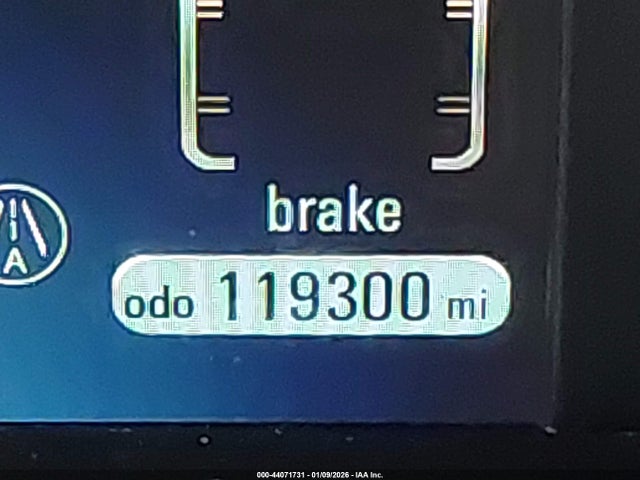 brake
A
odo 119300 mi
000-44071731 - 01/09/2026 - IAA Inc.